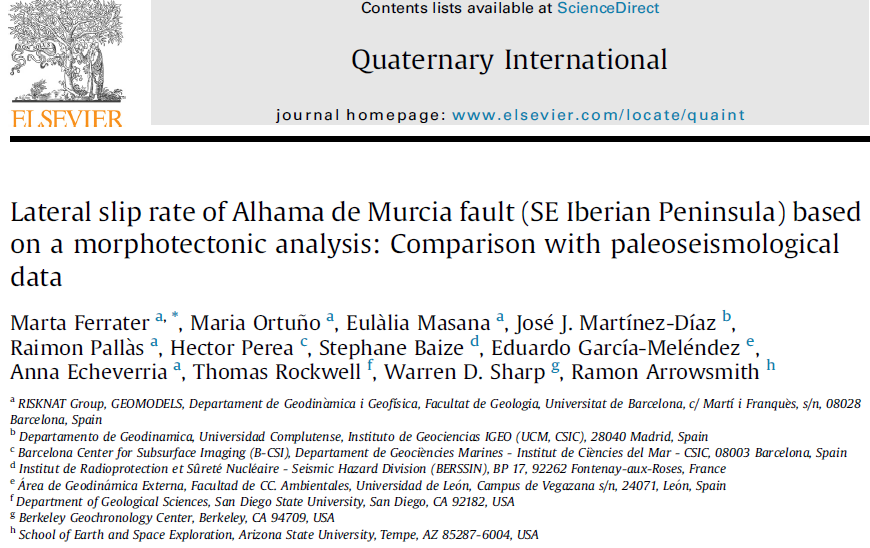 Contents lists available at ScienceDirect
Quaternary International
ELSEVIER
journal homepage: www.elsevier.com/locate/quaint
Lateral slip rate of Alhama de Murcia fault (SE Iberian Peninsula) based
on a morphotectonic analysis: Comparison with paleoseismological
data
Marta Ferrater a, *, Maria Ortuño a, Eulàlia Masana a, José J. Martínez-Díaz b,
Raimon Pallàs a, Hector Perea c, Stephane Baize d, Eduardo García-Meléndez e,
Anna Echeverria a, Thomas Rockwell f, Warren D. Sharp g, Ramon Arrowsmith h
a RISKNAT Group, GEOMODELS, Departament de Geodinàmica i Geofísica, Facultat de Geologia, Universitat de Barcelona, c/ Martí i Franquès, s/n, 08028
Barcelona, Spain
b Departamento de Geodinamica, Universidad Complutense, Instituto de Geociencias IGEO (UCM, CSIC), 28040 Madrid, Spain
c Barcelona Center for Subsurface Imaging (B-CSI), Departament de Geociències Marines - Institut de Ciències del Mar - CSIC, 08003 Barcelona, Spain
d Institut de Radioprotection et Sûreté Nucléaire - Seismic Hazard Division (BERSSIN), BP 17, 92262 Fontenay-aux-Roses, France
e Área de Geodinámica Externa, Facultad de CC. Ambientales, Universidad de León, Campus de Vegazana s/n, 24071, León, Spain
f Department of Geological Sciences, San Diego State University, San Diego, CA 92182, USA
g Berkeley Geochronology Center, Berkeley, CA 94709, USA
h School of Earth and Space Exploration, Arizona State University, Tempe, AZ 85287-6004, USA